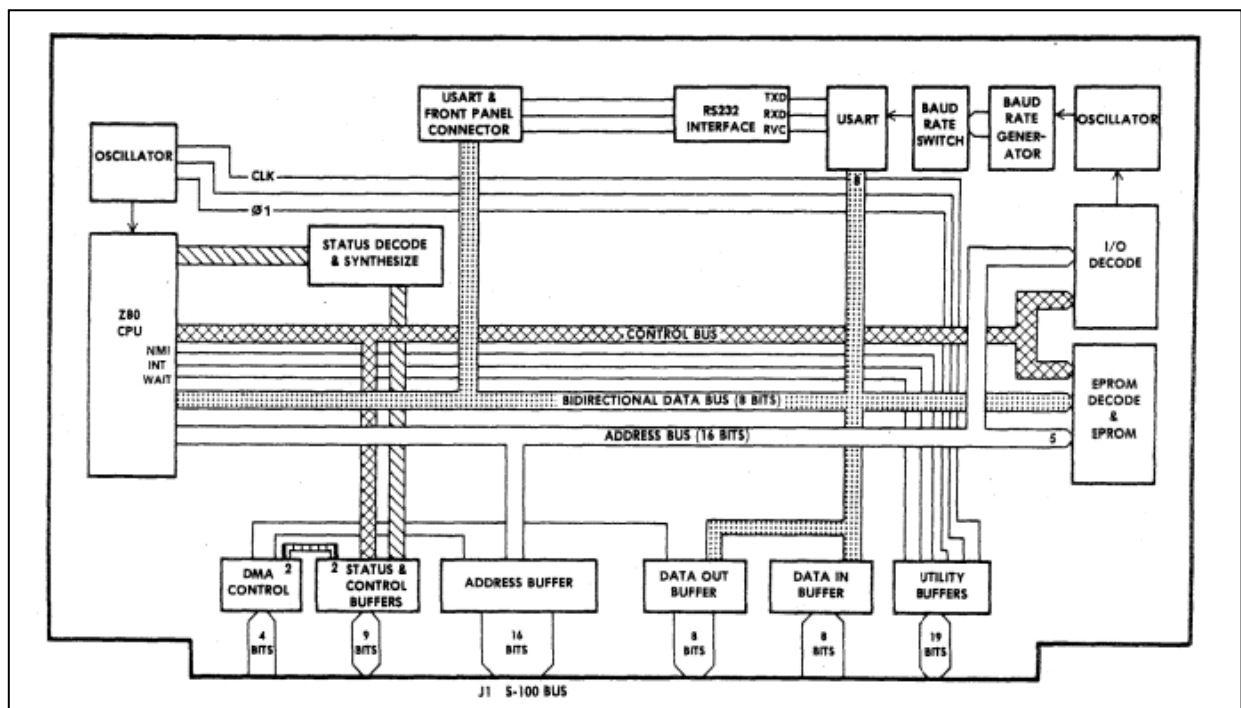 USART &
FRONT PANEL
CONNECTOR
RS232
INTERFACE
TXD
RXD
RVC
USART
8
BAUD
RATE
SWITCH
BAUD
RATE
GENER-
ATOR
OSCILLATOR
OSCILLATOR
CLK
Ø1
STATUS DECODE
& SYNTHESIZE
I/O
DECODE
Z80
CPU
NMI
INT
WAIT
CONTROL BUS
BIDIRECTIONAL DATA BUS (8 BITS)
ADDRESS BUS (16 BITS)
5
EPROM
DECODE
&
EPROM
DMA
CONTROL
2
2
STATUS &
CONTROL
BUFFERS
ADDRESS BUFFER
DATA OUT
BUFFER
DATA IN
BUFFER
UTILITY
BUFFERS
4
BITS
9
BITS
16
BITS
8
BITS
8
BITS
19
BITS
J1 S-100 BUS